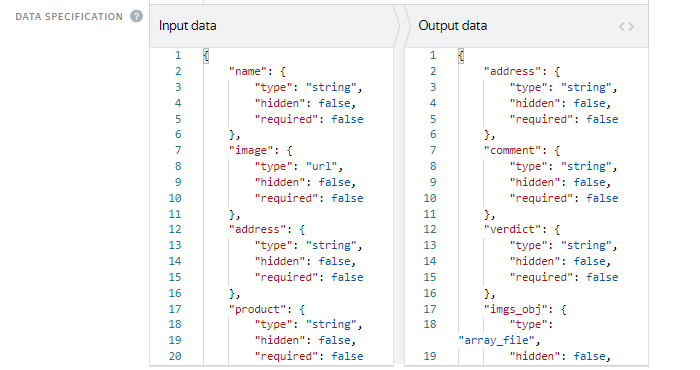 DATA SPECIFICATION ?
Input data
1 {
2 "name": {
3 "type": "string",
4 "hidden": false,
5 "required": false
6 },
7 "image": {
8 "type": "url",
9 "hidden": false,
10 "required": false
11 },
12 "address": {
13 "type": "string",
14 "hidden": false,
15 "required": false
16 },
17 "product": {
18 "type": "string",
19 "hidden": false,
20 "required": false
Output data <>
1 {
2 "address": {
3 "type": "string",
4 "hidden": false,
5 "required": false
6 },
7 "comment": {
8 "type": "string",
9 "hidden": false,
10 "required": false
11 },
12 "verdict": {
13 "type": "string",
14 "hidden": false,
15 "required": false
16 },
17 "imgs_obj": {
18 "type":
"array_file",
19 "hidden": false,